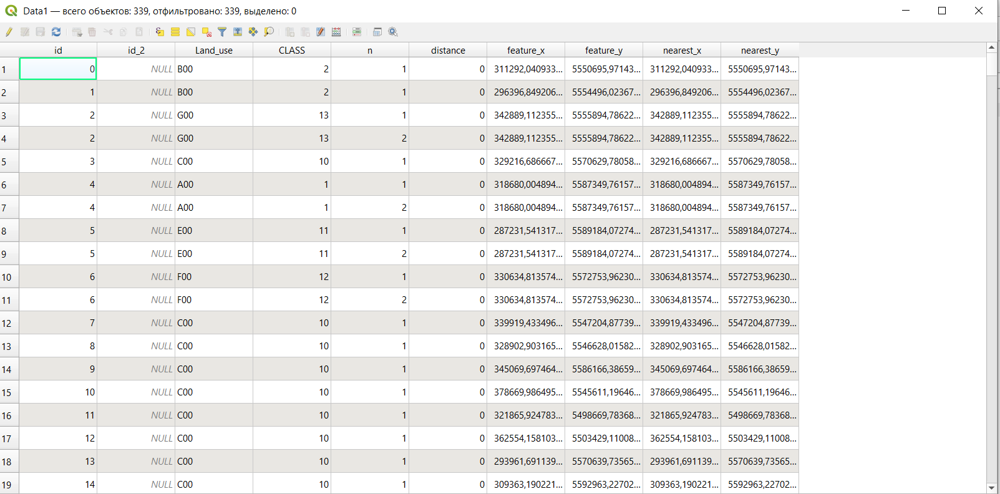 Data1 — всего объектов: 339, отфильтровано: 339, выделено: 0
id id_2 Land_use CLASS n distance feature_x feature_y nearest_x nearest_y
1 0 NULL B00 2 1 0 311292,040933... 5550695,97143... 311292,040933... 5550695,97143...
2 1 NULL B00 2 1 0 296396,849206... 5554496,02367... 296396,849206... 5554496,02367...
3 2 NULL G00 13 1 0 342889,112355... 5555894,78622... 342889,112355... 5555894,78622...
4 2 NULL G00 13 2 0 342889,112355... 5555894,78622... 342889,112355... 5555894,78622...
5 3 NULL C00 10 1 0 329216,686667... 5570629,78058... 329216,686667... 5570629,78058...
6 4 NULL A00 1 1 0 318680,004894... 5587349,76157... 318680,004894... 5587349,76157...
7 4 NULL A00 1 2 0 318680,004894... 5587349,76157... 318680,004894... 5587349,76157...
8 5 NULL E00 11 1 0 287231,541317... 5589184,07274... 287231,541317... 5589184,07274...
9 5 NULL E00 11 2 0 287231,541317... 5589184,07274... 287231,541317... 5589184,07274...
10 6 NULL F00 12 1 0 330634,813574... 5572753,96230... 330634,813574... 5572753,96230...
11 6 NULL F00 12 2 0 330634,813574... 5572753,96230... 330634,813574... 5572753,96230...
12 7 NULL C00 10 1 0 339919,433496... 5547204,87739... 339919,433496... 5547204,87739...
13 8 NULL C00 10 1 0 328902,903165... 5546628,01582... 328902,903165... 5546628,01582...
14 9 NULL C00 10 1 0 345069,697464... 5586166,38659... 345069,697464... 5586166,38659...
15 10 NULL C00 10 1 0 378669,986495... 5545611,19646... 378669,986495... 5545611,19646...
16 11 NULL C00 10 1 0 321865,924783... 5498669,78368... 321865,924783... 5498669,78368...
17 12 NULL C00 10 1 0 362554,158103... 5503429,11008... 362554,158103... 5503429,11008...
18 13 NULL C00 10 1 0 293961,691139... 5570639,73565... 293961,691139... 5570639,73565...
19 14 NULL C00 10 1 0 309363,190221... 5592963,22702... 309363,190221... 5592963,22702...